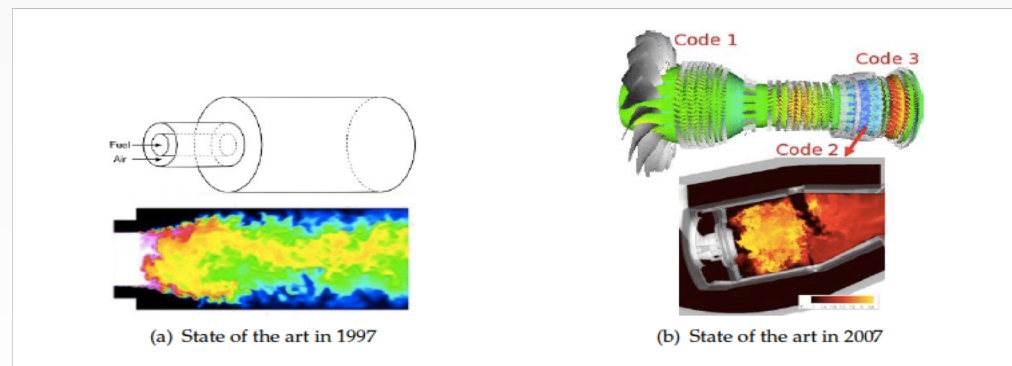 Fuel
Air
(a) State of the art in 1997
Code 1
Code 3
Code 2
(b) State of the art in 2007